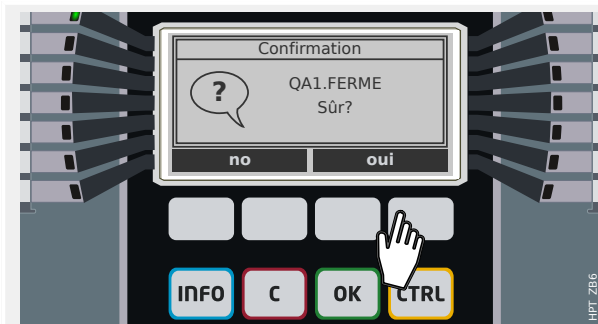 Confirmation
?
QA1.FERME
Sûr?
no oui
INFO C OK CTRL
HPT ZB6